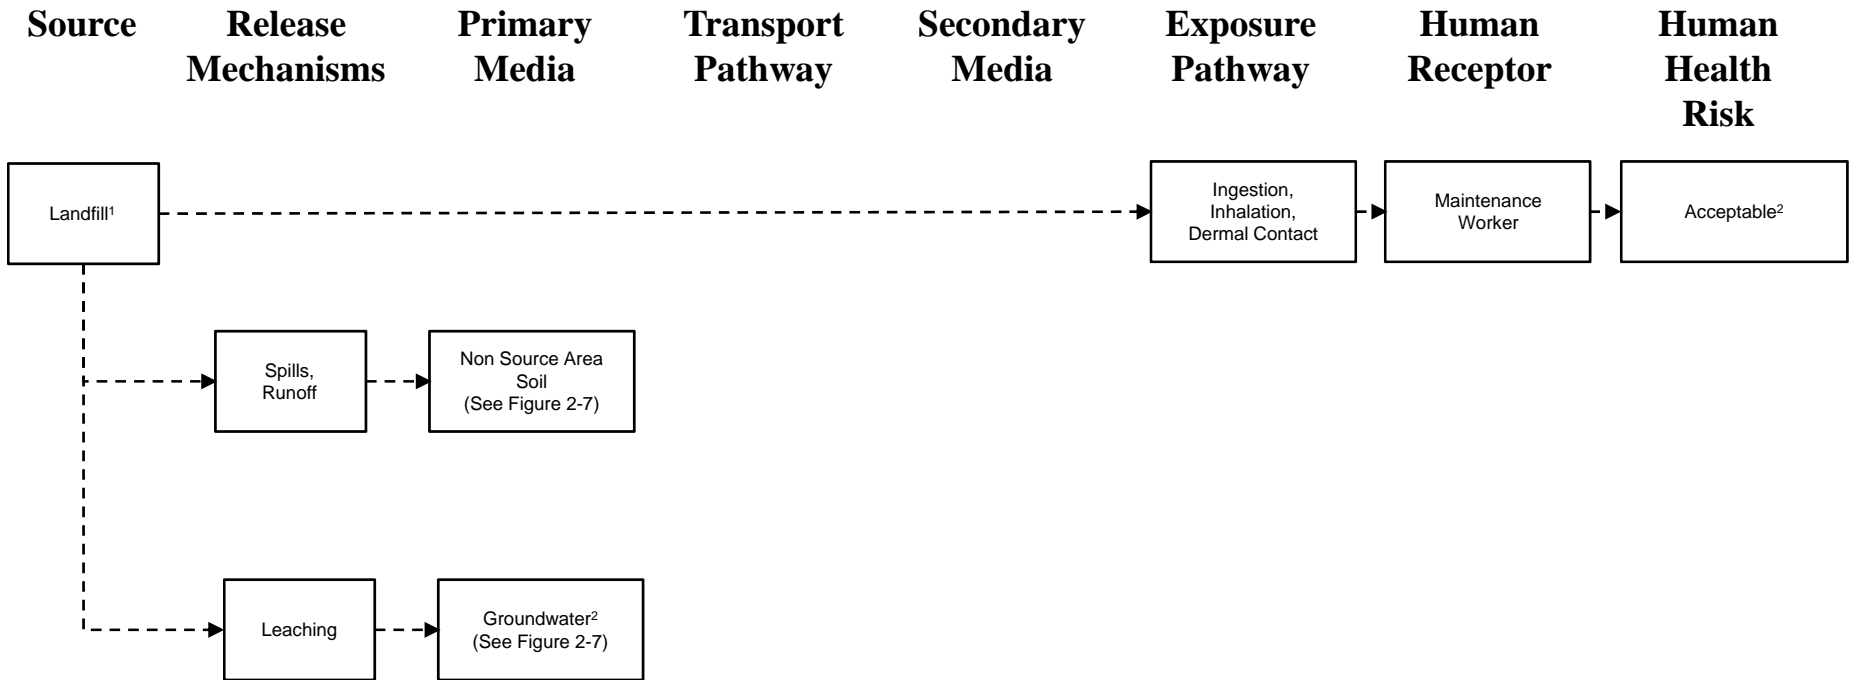 Source
Release
Mechanisms
Primary
Media
Transport
Pathway
Secondary
Media
Exposure
Pathway
Human
Receptor
Human
Health
Risk
Landfill¹
Ingestion,
Inhalation,
Dermal Contact
Maintenance
Worker
Acceptable²
Spills,
Runoff
Non Source Area
Soil
(See Figure 2-7)
Leaching
Groundwater²
(See Figure 2-7)